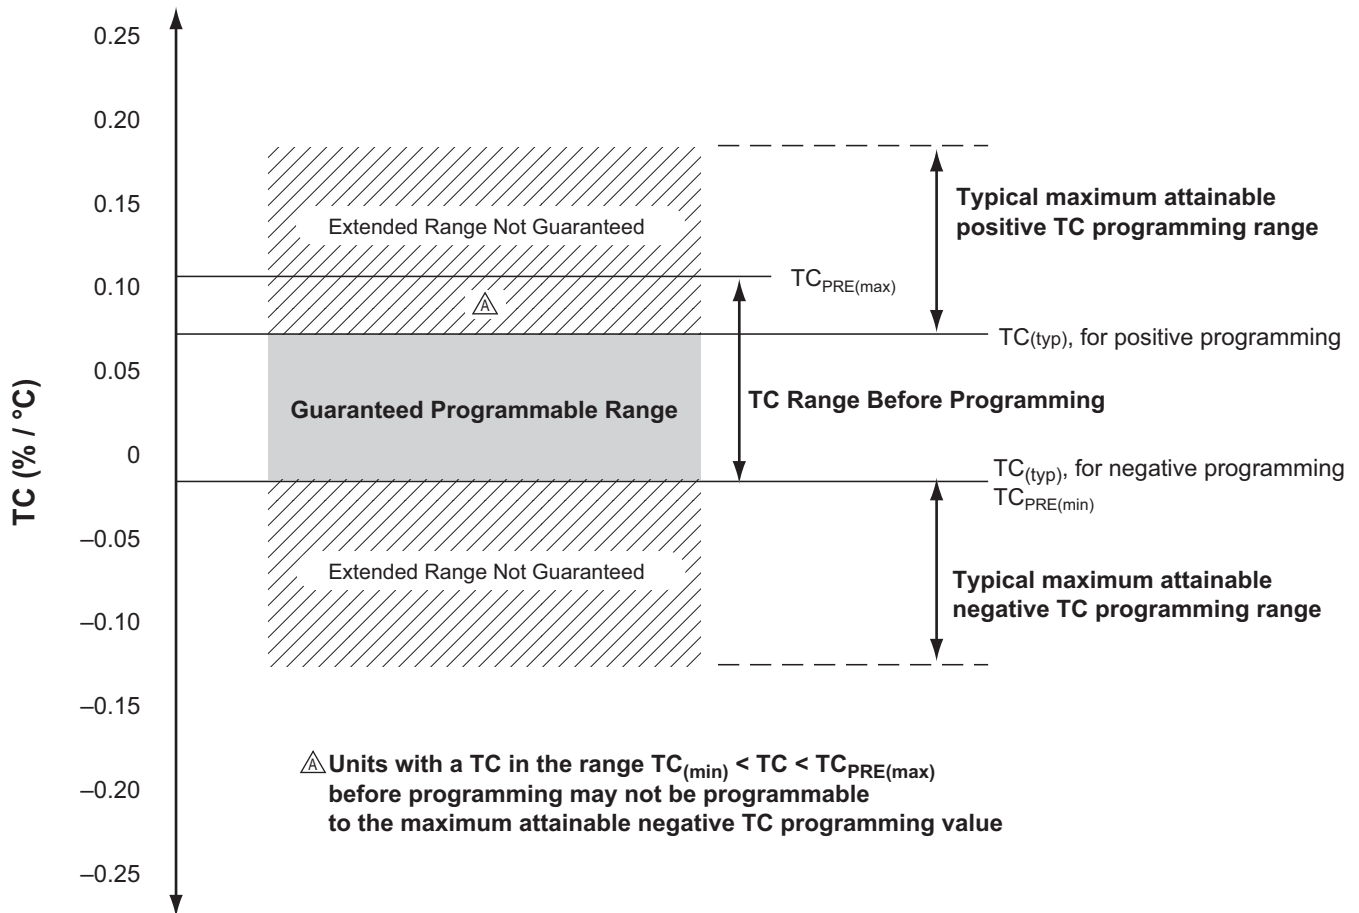 0.25
0.20
0.15
0.10
0.05
0
–0.05
–0.10
–0.15
–0.20
–0.25
TC (% / °C)
Extended Range Not Guaranteed
A
Guaranteed Programmable Range
Extended Range Not Guaranteed
Typical maximum attainable
positive TC programming range
TCPRE(max)
TC(typ), for positive programming
TC Range Before Programming
TC(typ), for negative programming
TCPRE(min)
Typical maximum attainable
negative TC programming range
A Units with a TC in the range TC(min) < TC < TCPRE(max)
before programming may not be programmable
to the maximum attainable negative TC programming value